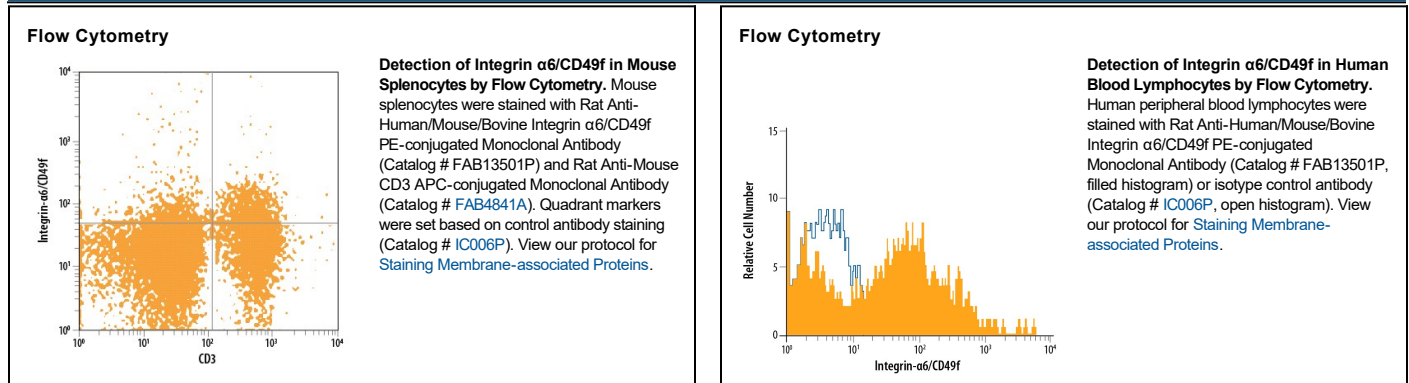 Flow Cytometry
10⁴
10³
10²
10¹
10⁰
Integrin-α6/CD49f
10⁰ 10¹ 10² 10³ 10⁴
CD3
Detection of Integrin α6/CD49f in Mouse
Splenocytes by Flow Cytometry. Mouse
splenocytes were stained with Rat Anti-
Human/Mouse/Bovine Integrin α6/CD49f
PE-conjugated Monoclonal Antibody
(Catalog # FAB13501P) and Rat Anti-Mouse
CD3 APC-conjugated Monoclonal Antibody
(Catalog # FAB4841A). Quadrant markers
were set based on control antibody staining
(Catalog # IC006P). View our protocol for
Staining Membrane-associated Proteins.
Flow Cytometry
15
10
5
0
Relative Cell Number
10⁰ 10¹ 10² 10³ 10⁴
Integrin-α6/CD49f
Detection of Integrin α6/CD49f in Human
Blood Lymphocytes by Flow Cytometry.
Human peripheral blood lymphocytes were
stained with Rat Anti-Human/Mouse/Bovine
Integrin α6/CD49f PE-conjugated
Monoclonal Antibody (Catalog # FAB13501P,
filled histogram) or isotype control antibody
(Catalog # IC006P, open histogram). View
our protocol for Staining Membrane-
associated Proteins.